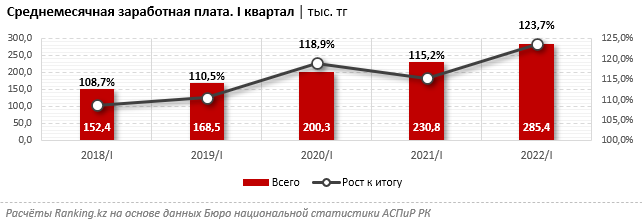 Среднемесячная заработная плата. I квартал | тыс. тг
300,0
250,0
200,0
150,0
100,0
50,0
0,0
108,7%
110,5%
118,9%
115,2%
123,7%
152,4
168,5
200,3
230,8
285,4
125,0%
120,0%
115,0%
110,0%
105,0%
100,0%
2018/I
2019/I
2020/I
2021/I
2022/I
Всего
Рост к итогу
Расчёты Ranking.kz на основе данных Бюро национальной статистики АСПиР РК